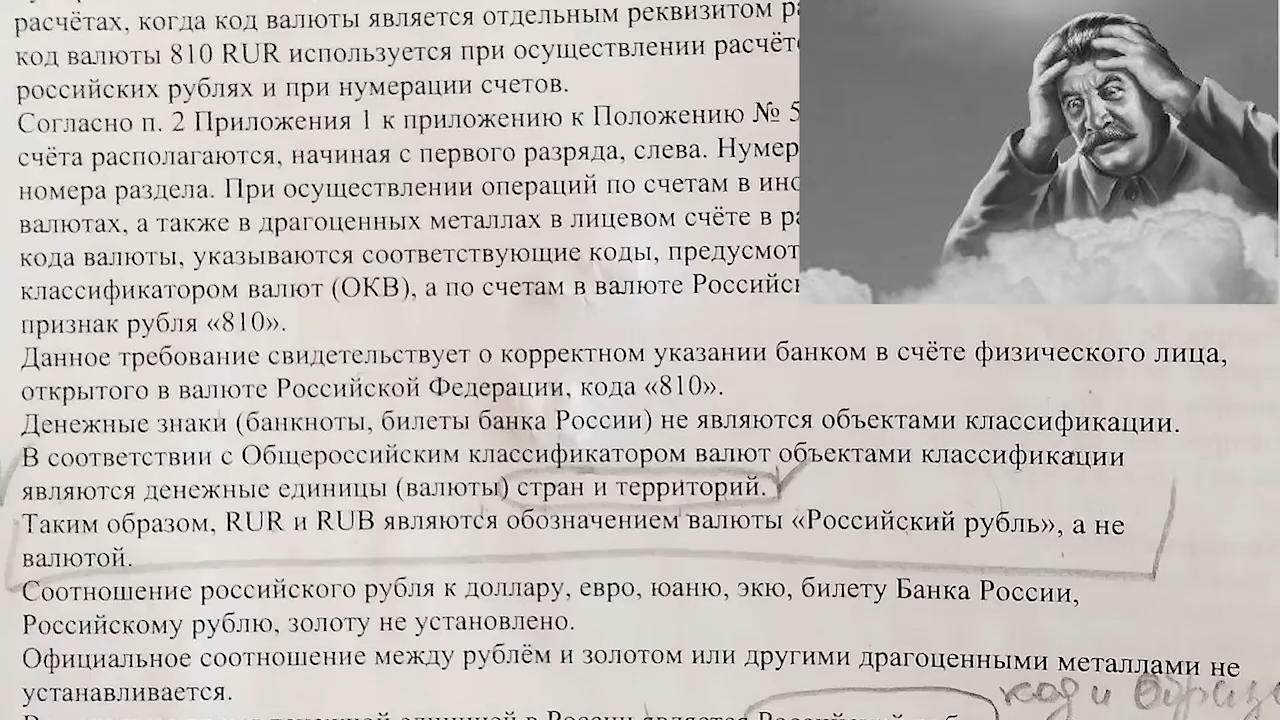 расчётах, когда код валюты является отдельным реквизитом
код валюты 810 RUR используется при осуществлении
российских рублях и при нумерации счетов.
Согласно п. 2 Приложения 1 к приложению к Положению № 5
счёта располагаются, начиная с первого разряда, слева.
номера раздела. При осуществлении операций по счетам в
валютах, а также в драгоценных металлах в лицевом счёте в
кода валюты, указываются соответствующие коды,
классификатором валют (ОКВ), а по счетам в валюте
признак рубля «810».
Данное требование свидетельствует о корректном указании банком в счёте физического лица,
открытого в валюте Российской Федерации, кода «810».
Денежные знаки (банкноты, билеты банка России) не являются объектами классификации.
В соответствии с Общероссийским классификатором валют объектами классификации
являются денежные единицы (валюты) стран и территорий.
Таким образом, RUR и RUB являются обозначением валюты «Российский рубль», а не
валютой.
Соотношение российского рубля к доллару, евро, юаню, экю, билету Банка России,
Российскому рублю, золоту не установлено.
Официальное соотношение между рублём и золотом или другими драгоценными металлами не
устанавливается.
код и